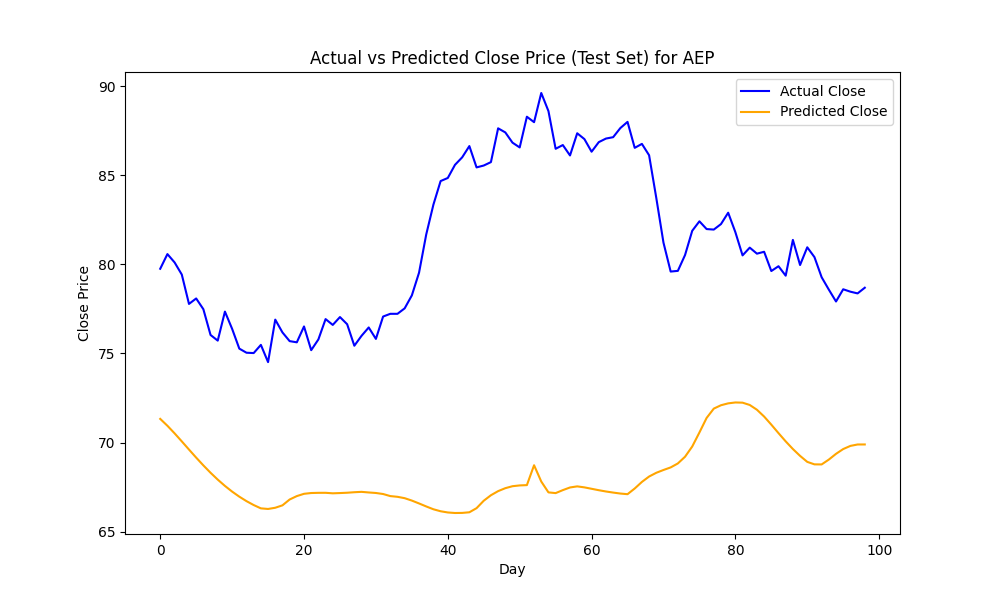 Actual vs Predicted Close Price (Test Set) for AEP
Actual Close
Predicted Close
90
85
80
75
70
65
Close Price
0 20 40 60 80 100
Day